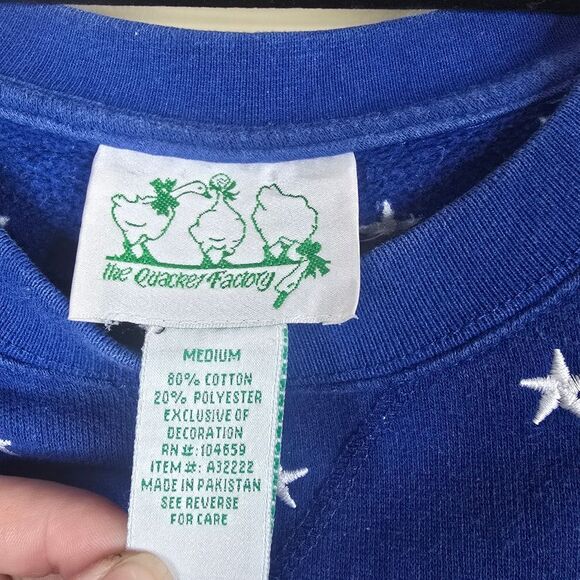 the Quacker Factory
MEDIUM
80% COTTON
20% POLYESTER
EXCLUSIVE OF
DECORATION
RN#:104659
ITEM#: A32222
MADE IN PAKISTAN
SEE REVERSE
FOR CARE